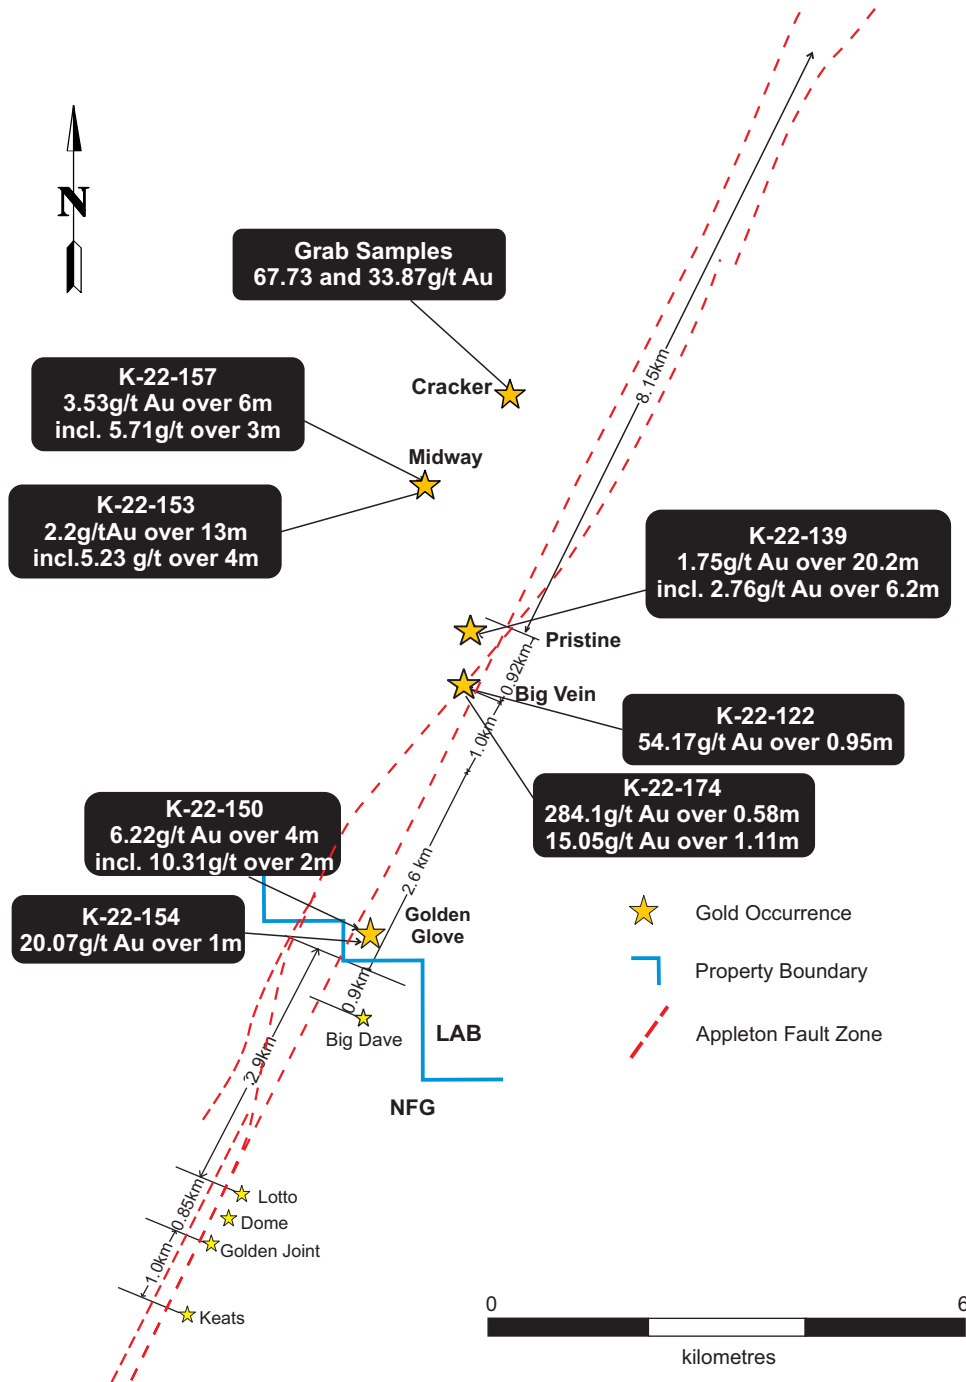 N
Grab Samples
67.73 and 33.87g/t Au
Cracker
8.15km
K-22-157
3.53g/t Au over 6m
incl. 5.71g/t over 3m
Midway
K-22-153
2.2g/tAu over 13m
incl.5.23 g/t over 4m
K-22-139
1.75g/t Au over 20.2m
incl. 2.76g/t Au over 6.2m
Pristine
0.92km
Big Vein
K-22-122
54.17g/t Au over 0.95m
1.0km
K-22-174
284.1g/t Au over 0.58m
15.05g/t Au over 1.11m
K-22-150
6.22g/t Au over 4m
incl. 10.31g/t over 2m
2.6 km
K-22-154
20.07g/t Au over 1m
Golden
Glove
Gold Occurrence
Property Boundary
Appleton Fault Zone
0.9km
Big Dave
LAB
NFG
2.9km
Lotto
0.85km
Dome
Golden Joint
1.0km
Keats
0 6
kilometres